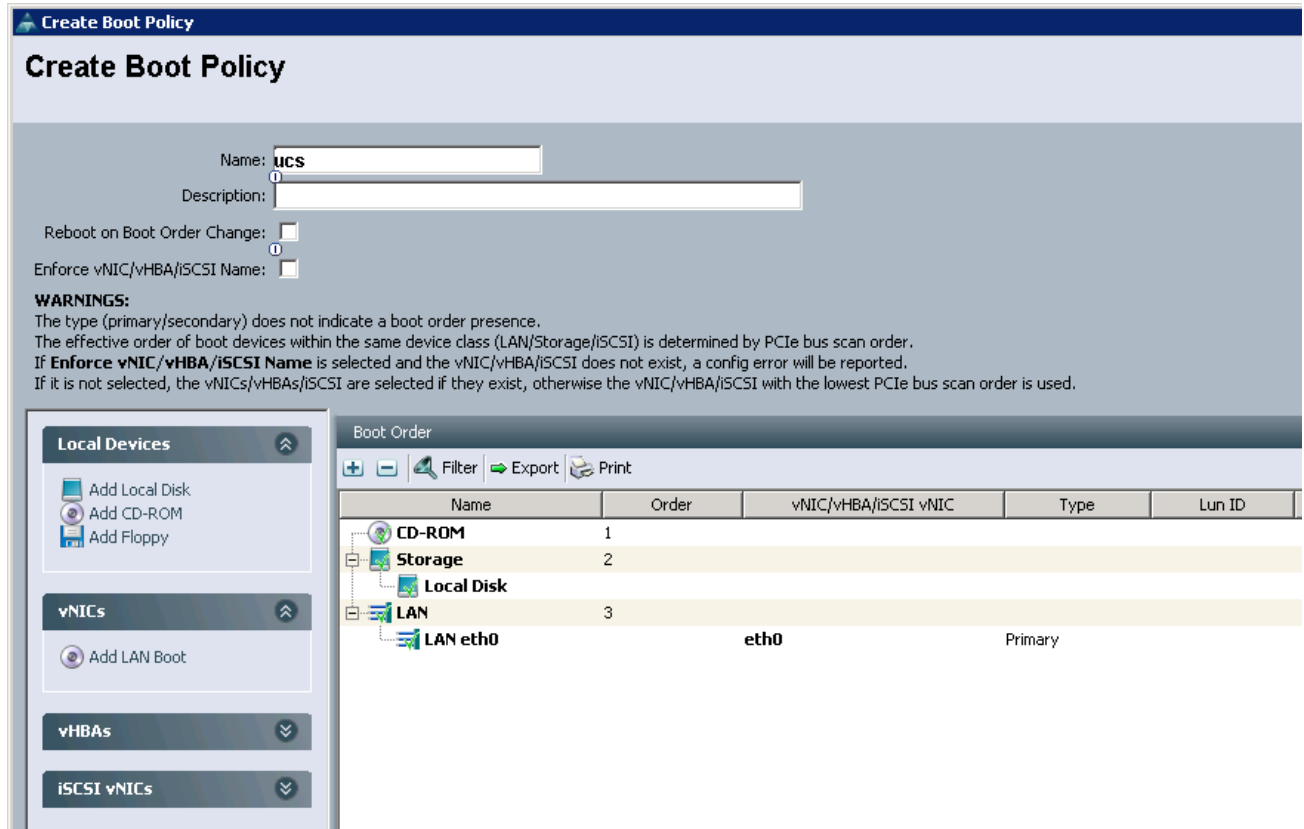 Create Boot Policy
Create Boot Policy
Name: ucs
Description:
Reboot on Boot Order Change:
Enforce vNIC/vHBA/iSCSI Name:
WARNINGS:
The type (primary/secondary) does not indicate a boot order presence.
The effective order of boot devices within the same device class (LAN/Storage/iSCSI) is determined by PCIe bus scan order.
If Enforce vNIC/vHBA/iSCSI Name is selected and the vNIC/vHBA/iSCSI does not exist, a config error will be reported.
If it is not selected, the vNICs/vHBAs/iSCSI are selected if they exist, otherwise the vNIC/vHBA/iSCSI with the lowest PCIe bus scan order is used.
Local Devices
Add Local Disk
Add CD-ROM
Add Floppy
vNICs
Add LAN Boot
vHBAs
iSCSI vNICs
Boot Order
Filter Export Print
Name Order vNIC/vHBA/iSCSI vNIC Type Lun ID
CD-ROM 1
Storage 2
Local Disk
LAN 3
LAN eth0 eth0 Primary